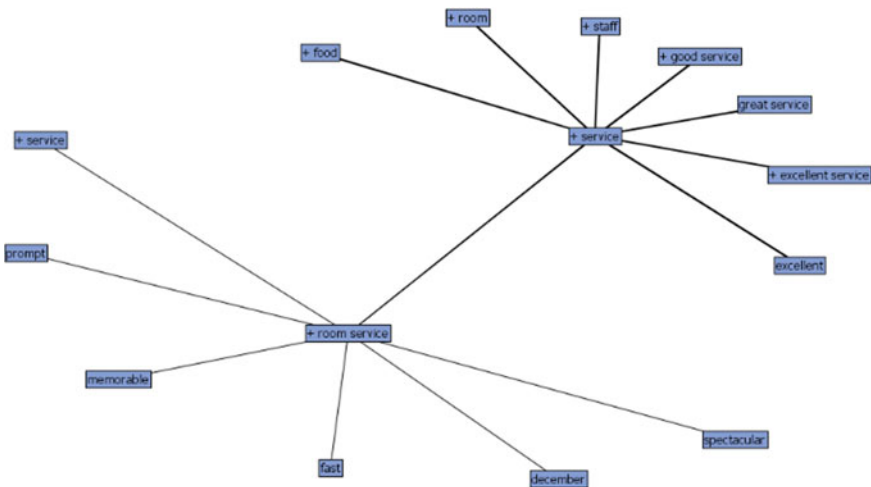 + room
+ staff
+ food
+ good service
great service
+ service
+ service
+ excellent service
prompt
excellent
+ room service
memorable
spectacular
fast
december